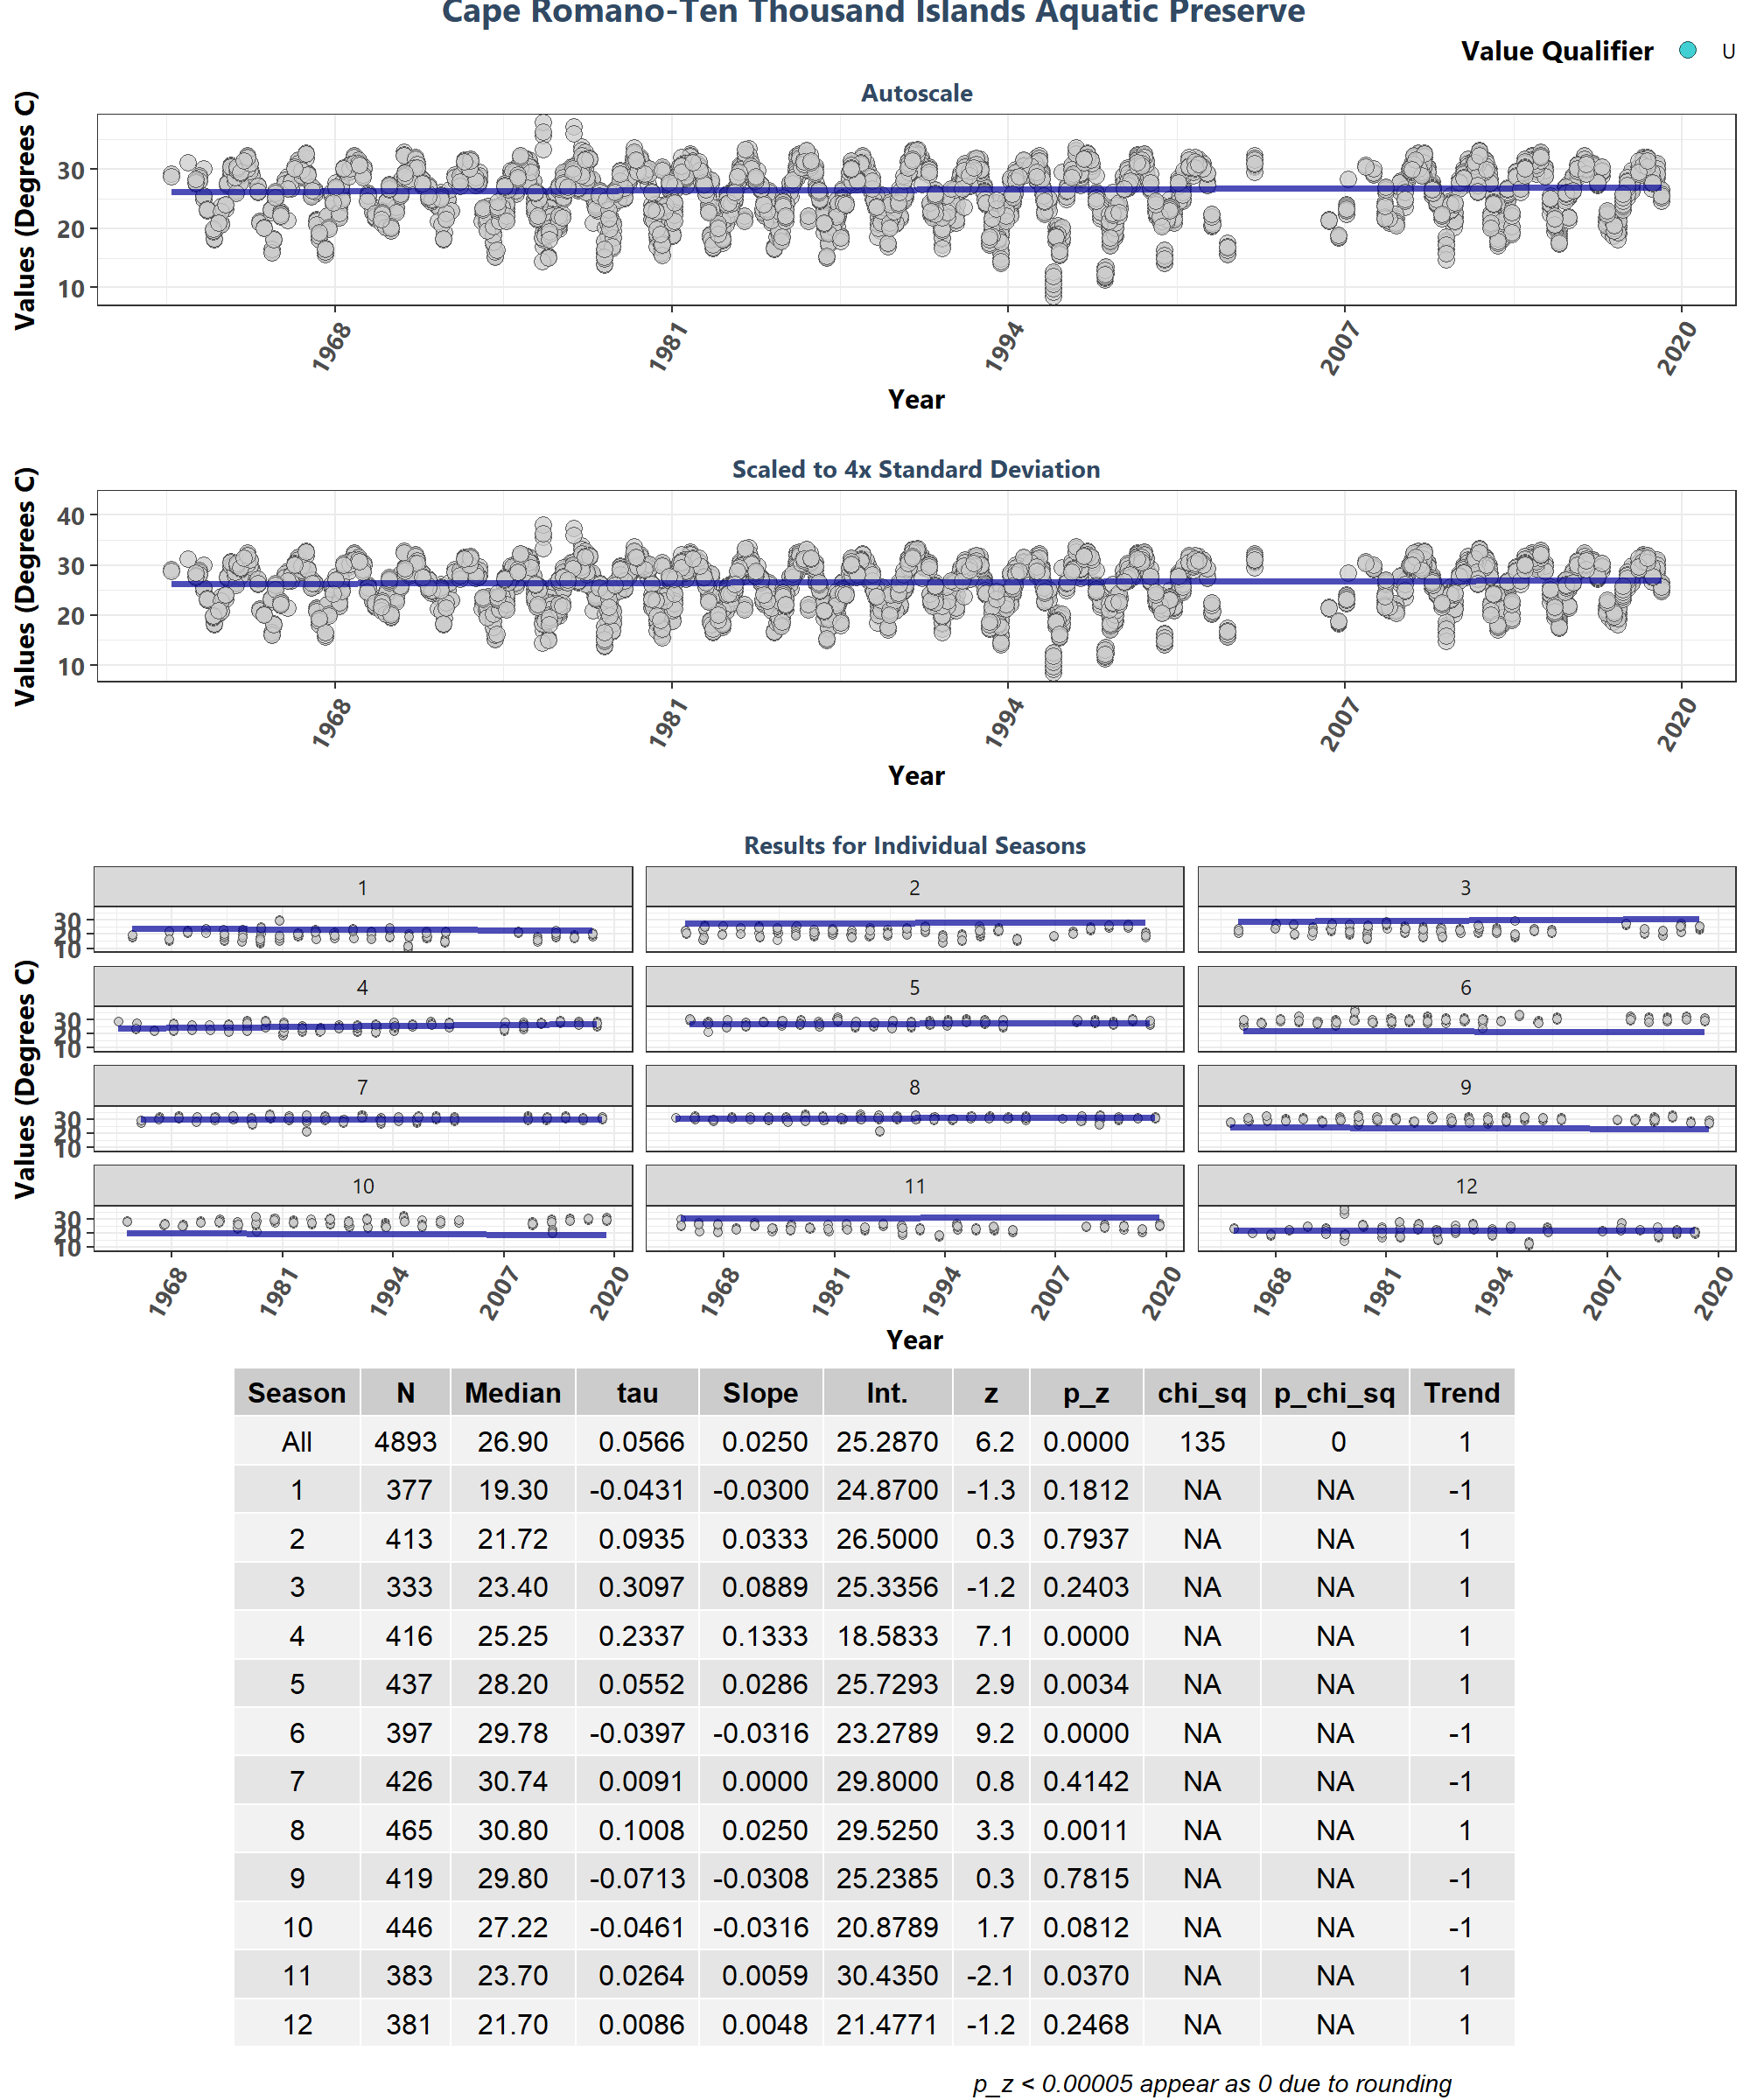 Cape Romano-Ten Thousand Islands Aquatic Preserve
Value Qualifier U
Autoscale
Values (Degrees C)
30
20
10
1968 1981 1994 2007 2020
Year
Scaled to 4x Standard Deviation
Values (Degrees C)
40
30
20
10
1968 1981 1994 2007 2020
Year
Results for Individual Seasons
Values (Degrees C)
1 2 3
30
20
10
4 5 6
30
20
10
7 8 9
30
20
10
10 11 12
30
20
10
1968 1981 1994 2007 2020 1968 1981 1994 2007 2020 1968 1981 1994 2007 2020
Year
Season N Median tau Slope Int. z p_z chi_sq p_chi_sq Trend
All 4893 26.90 0.0566 0.0250 25.2870 6.2 0.0000 135 0 1
1 377 19.30 -0.0431 -0.0300 24.8700 -1.3 0.1812 NA NA -1
2 413 21.72 0.0935 0.0333 26.5000 0.3 0.7937 NA NA 1
3 333 23.40 0.3097 0.0889 25.3356 -1.2 0.2403 NA NA 1
4 416 25.25 0.2337 0.1333 18.5833 7.1 0.0000 NA NA 1
5 437 28.20 0.0552 0.0286 25.7293 2.9 0.0034 NA NA 1
6 397 29.78 -0.0397 -0.0316 23.2789 9.2 0.0000 NA NA -1
7 426 30.74 0.0091 0.0000 29.8000 0.8 0.4142 NA NA -1
8 465 30.80 0.1008 0.0250 29.5250 3.3 0.0011 NA NA 1
9 419 29.80 -0.0713 -0.0308 25.2385 0.3 0.7815 NA NA -1
10 446 27.22 -0.0461 -0.0316 20.8789 1.7 0.0812 NA NA -1
11 383 23.70 0.0264 0.0059 30.4350 -2.1 0.0370 NA NA 1
12 381 21.70 0.0086 0.0048 21.4771 -1.2 0.2468 NA NA 1
p_z < 0.00005 appear as 0 due to rounding